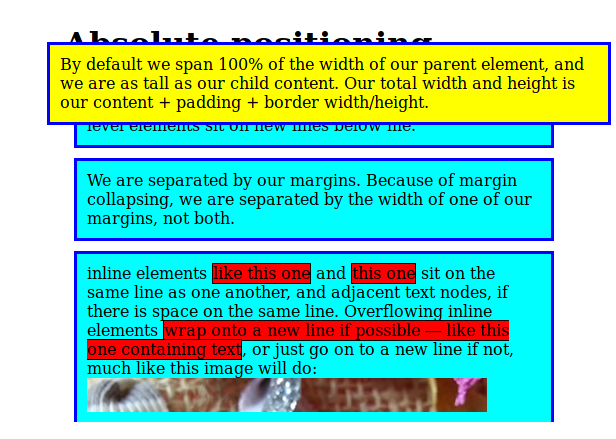 Absolute positioning
By default we span 100% of the width of our parent element, and
we are as tall as our child content. Our total width and height is
our content + padding + border width/height.
level elements sit on new lines below me.
We are separated by our margins. Because of margin
collapsing, we are separated by the width of one of our
margins, not both.
inline elements like this one and this one sit on the
same line as one another, and adjacent text nodes, if
there is space on the same line. Overflowing inline
elements wrap onto a new line if possible — like this
one containing text, or just go on to a new line if not,
much like this image will do: